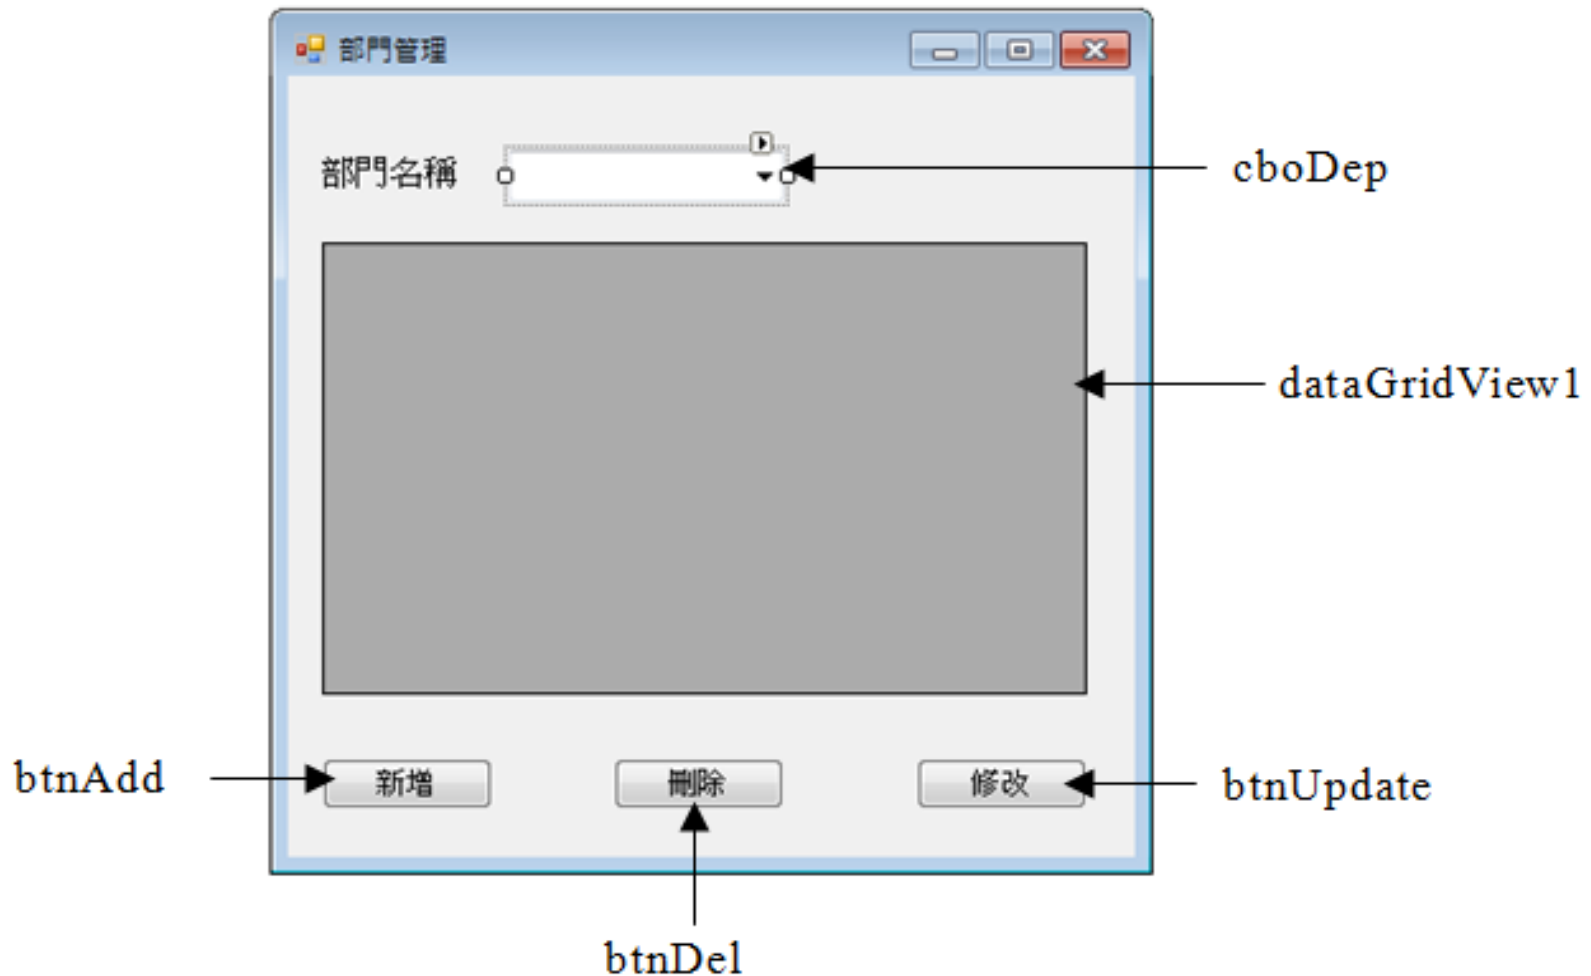 部門管理
部門名稱
cboDep
dataGridView1
btnAdd
新增
刪除
修改
btnUpdate
btnDel